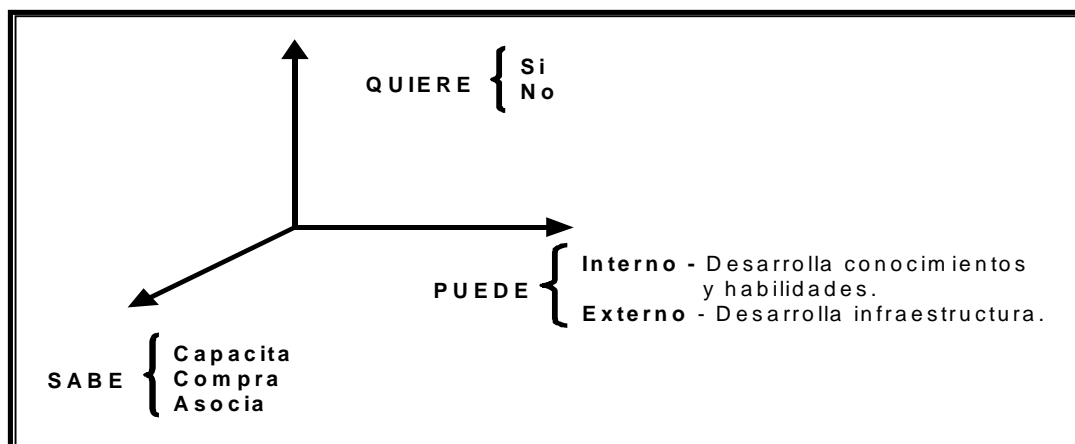 QUIERE
Si
No
PUEDE
Interno - Desarrolla conocimientos
y habilidades.
Externo - Desarrolla infraestructura.
SABE
Capacita
Compra
Asocia